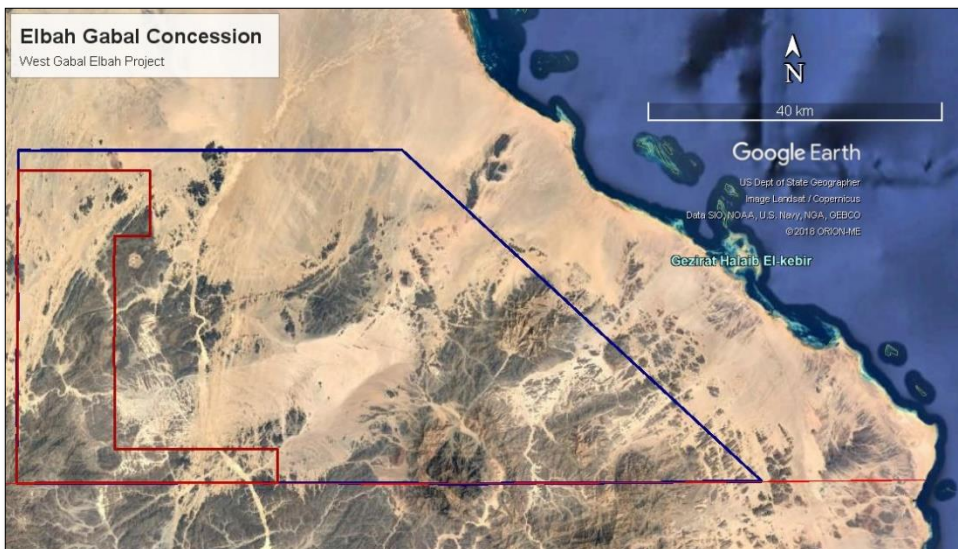 Elbah Gabal Concession
West Gabal Elbah Project
N
40 km
Google Earth
US Dept of State Geographer
Image Landsat / Copernicus
Data SIO, NOAA, U.S. Navy, NGA, GEBCO
© 2018 ORION-ME
Gezirat Halaib El-kebir